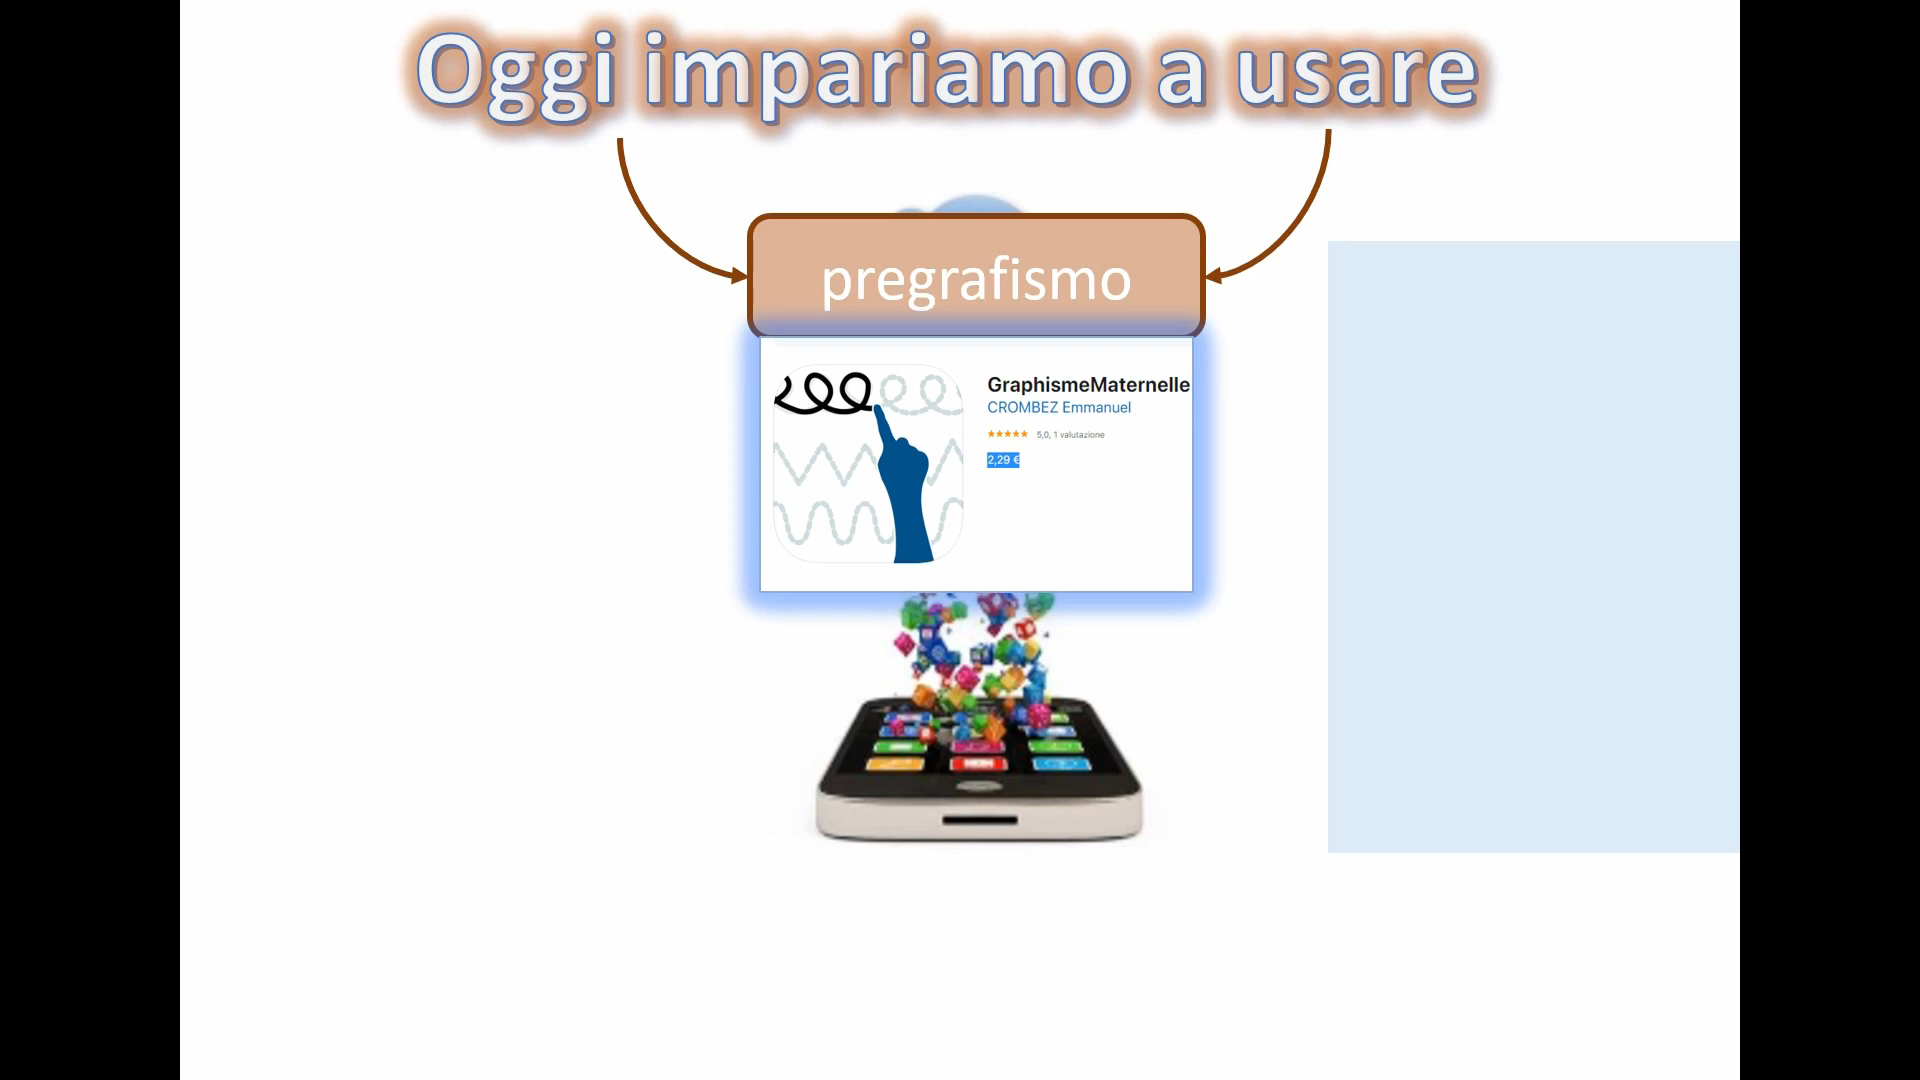 Oggi impariamo a usare
pregrafismo
GraphismeMaternelle
CROMBEZ Emmanuel
★★★★★ 5,0, 1 valutazione
2,29 €